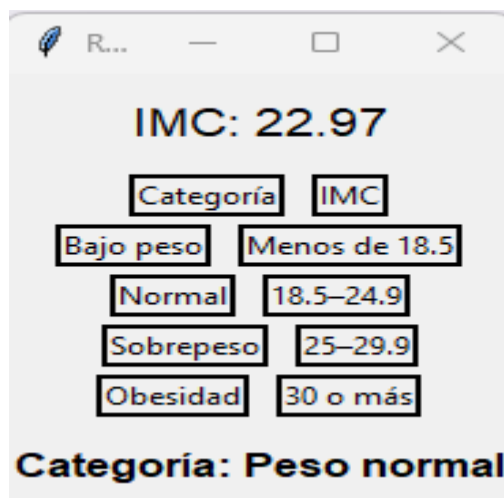 R...
IMC: 22.97
Categoría IMC
Bajo peso Menos de 18.5
Normal 18.5–24.9
Sobrepeso 25–29.9
Obesidad 30 o más
Categoría: Peso normal